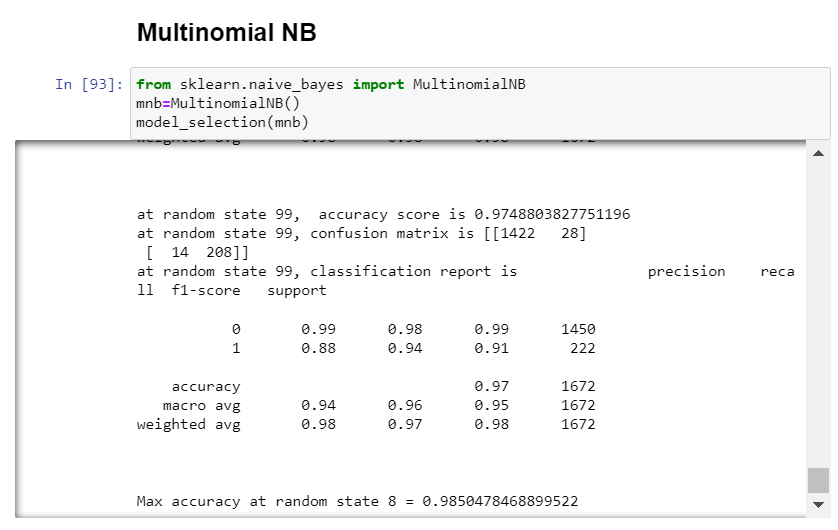 Multinomial NB
In [93]: from sklearn.naive_bayes import MultinomialNB
mnb=MultinomialNB()
model_selection(mnb)
at random state 99,  accuracy score is 0.9748803827751196
at random state 99, confusion matrix is [[1422   28]
 [  14  208]]
at random state 99, classification report is               precision    reca
ll  f1-score   support
           0       0.99      0.98      0.99      1450
           1       0.88      0.94      0.91       222
    accuracy                           0.97      1672
   macro avg       0.94      0.96      0.95      1672
weighted avg       0.98      0.97      0.98      1672
Max accuracy at random state 8 = 0.9850478468899522